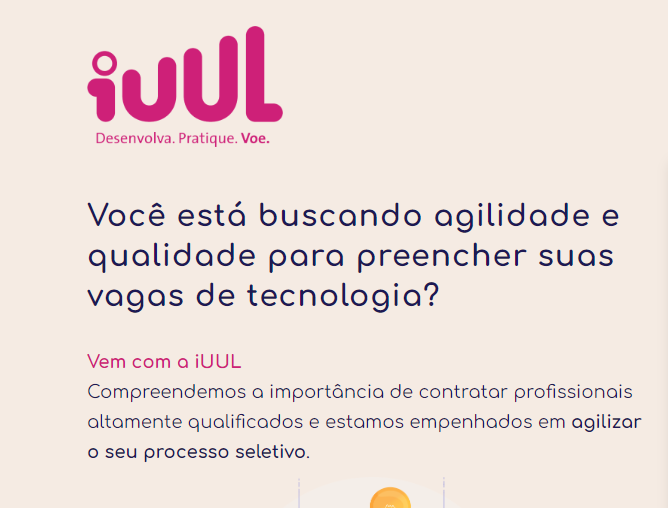 iUUL
Desenvolva. Pratique. Voe.
Você está buscando agilidade e
qualidade para preencher suas
vagas de tecnologia?
Vem com a iUUL
Compreendemos a importância de contratar profissionais
altamente qualificados e estamos empenhados em agilizar
o seu processo seletivo.